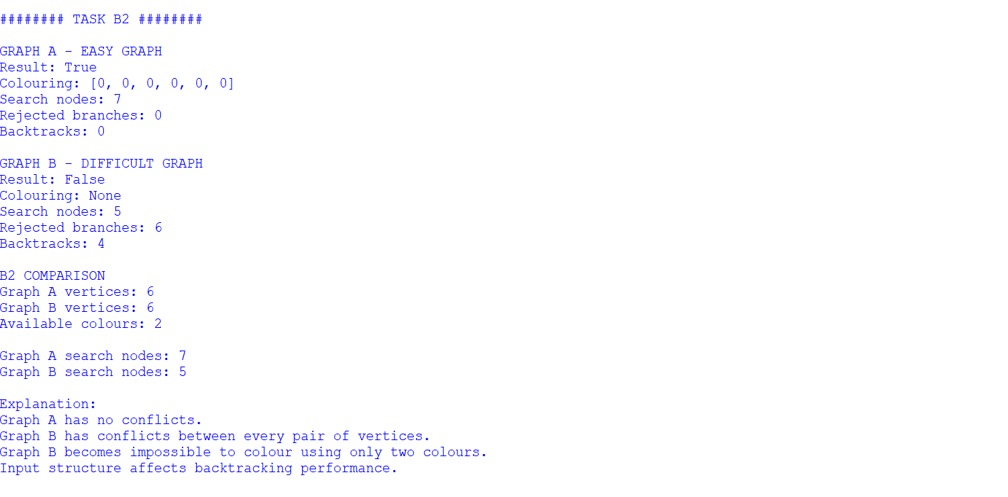 ######## TASK B2 ########
GRAPH A - EASY GRAPH
Result: True
Colouring: [0, 0, 0, 0, 0, 0]
Search nodes: 7
Rejected branches: 0
Backtracks: 0
GRAPH B - DIFFICULT GRAPH
Result: False
Colouring: None
Search nodes: 5
Rejected branches: 6
Backtracks: 4
B2 COMPARISON
Graph A vertices: 6
Graph B vertices: 6
Available colours: 2
Graph A search nodes: 7
Graph B search nodes: 5
Explanation:
Graph A has no conflicts.
Graph B has conflicts between every pair of vertices.
Graph B becomes impossible to colour using only two colours.
Input structure affects backtracking performance.